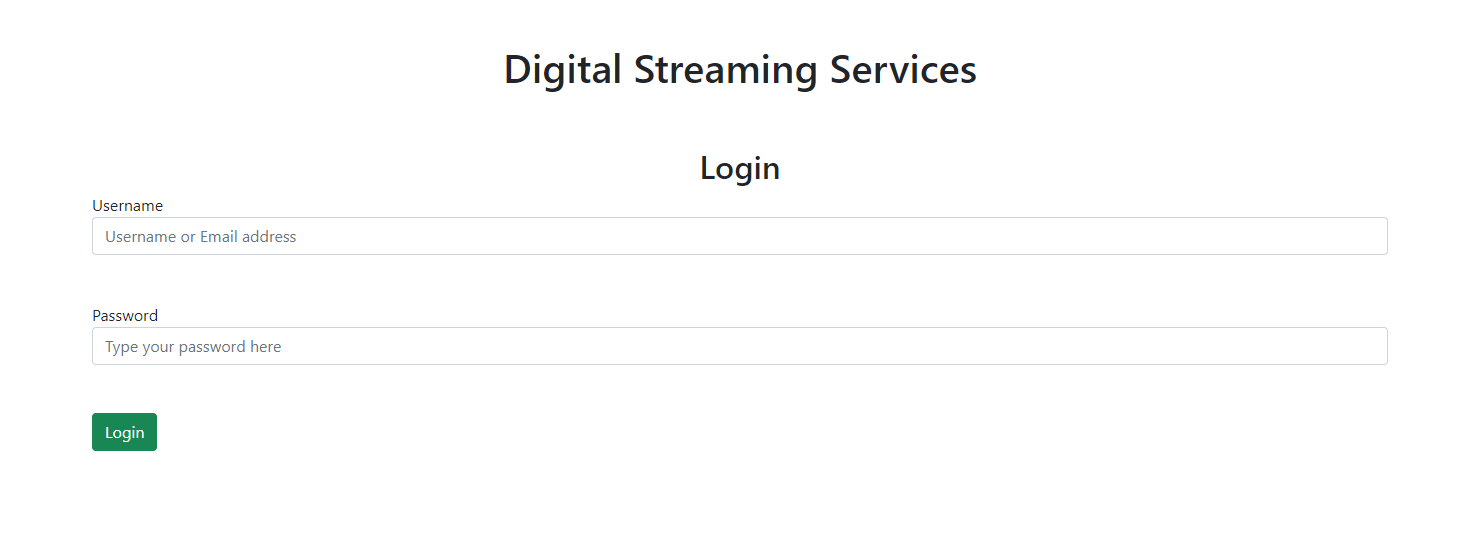 Digital Streaming Services
Login
Username
Username or Email address
Password
Type your password here
Login